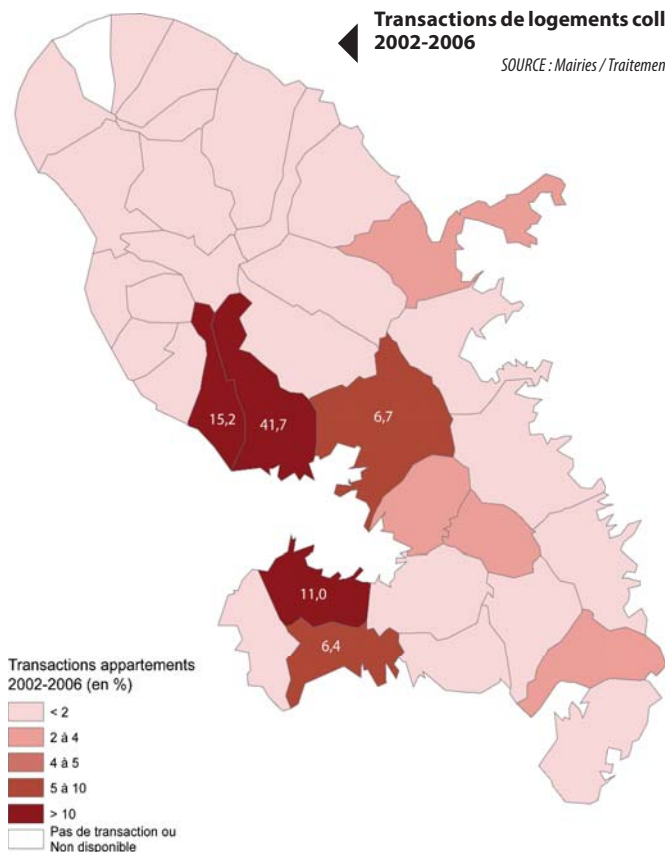 Transactions de logements coll
2002-2006
SOURCE : Mairies / Traitemen
15,2
41,7
6,7
11,0
6,4
Transactions appartements
2002-2006 (en %)
< 2
2 à 4
4 à 5
5 à 10
> 10
Pas de transaction ou
Non disponible